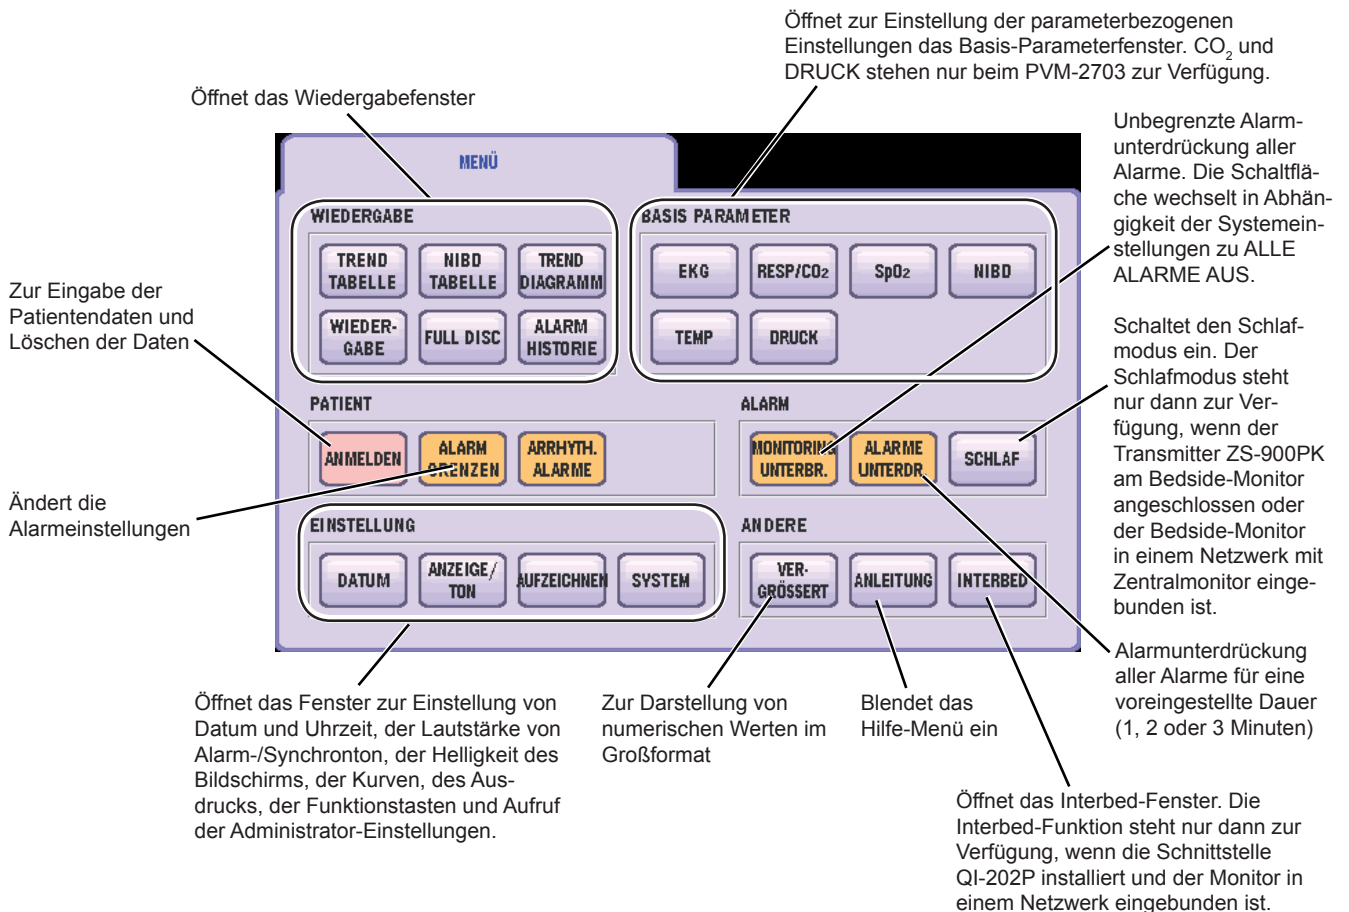 Öffnet zur Einstellung der parameterbezogenen
Einstellungen das Basis-Parameterfenster. CO₂ und
DRUCK stehen nur beim PVM-2703 zur Verfügung.
Öffnet das Wiedergabefenster
Unbegrenzte Alarm-
unterdrückung aller
Alarme. Die Schaltflä-
che wechselt in Abhän-
gigkeit der Systemein-
stellungen zu ALLE
ALARME AUS.
Schaltet den Schlaf-
modus ein. Der
Schlafmodus steht
nur dann zur Ver-
fügung, wenn der
Transmitter ZS-900PK
am Bedside-Monitor
angeschlossen oder
der Bedside-Monitor
in einem Netzwerk mit
Zentralmonitor einge-
bunden ist.
Alarmunterdrückung
aller Alarme für eine
voreingestellte Dauer
(1, 2 oder 3 Minuten)
Zur Eingabe der
Patientendaten und
Löschen der Daten
Ändert die
Alarmeinstellungen
MENÜ
WIEDERGABE
TREND
TABELLE
NIBD
TABELLE
TREND
DIAGRAMM
WIEDER-
GABE
FULL DISC
ALARM
HISTORIE
BASIS PARAMETER
EKG
RESP/CO2
SpO2
NIBD
TEMP
DRUCK
PATIENT
ANMELDEN
ALARM
GRENZEN
ARRHYTH.
ALARME
ALARM
MONITORING
UNTERBR.
ALARME
UNTERDR.
SCHLAF
EINSTELLUNG
DATUM
ANZEIGE/
TON
AUFZEICHNEN
SYSTEM
ANDERE
VER-
GRÖSSERT
ANLEITUNG
INTERBED
Öffnet das Fenster zur Einstellung von
Datum und Uhrzeit, der Lautstärke von
Alarm-/Synchronton, der Helligkeit des
Bildschirms, der Kurven, des Aus-
drucks, der Funktionstasten und Aufruf
der Administrator-Einstellungen.
Zur Darstellung von
numerischen Werten im
Großformat
Blendet das
Hilfe-Menü ein
Öffnet das Interbed-Fenster. Die
Interbed-Funktion steht nur dann zur
Verfügung, wenn die Schnittstelle
QI-202P installiert und der Monitor in
einem Netzwerk eingebunden ist.